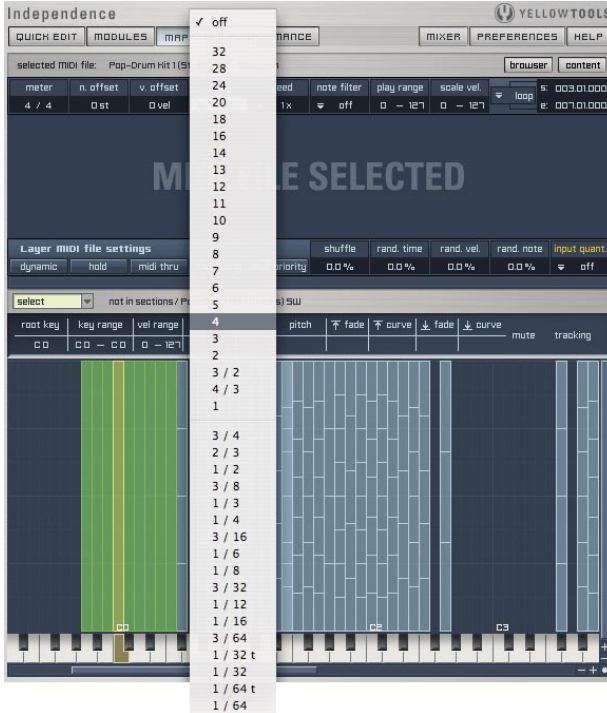 Independence
YELLOWTOOLS
QUICK EDIT MODULES MAP MANCE MIXER PREFERENCES HELP
selected MIDI file: Pop-Drum Kit 1 (St browser content
meter n. offset v. offset eed note filter play range scale vel. loop s: 003.01.000
4 / 4 0 st 0 vel 1x off 0 - 127 0 - 127 e: 007.01.000
MI E SELECTED
Layer MIDI file settings shuffle rand. time rand. vel. rand. note input quant.
dynamic hold midi thru priority 0.0 % 0.0 % 0.0 % 0.0 % off
select not in sections / P SW
root key key range vel range pitch fade curve fade curve mute tracking
C0 C0 - C0 0 - 127
C0 C2 C3
✓ off
32
28
24
20
18
16
14
13
12
11
10
9
8
7
6
5
4
3
2
3 / 2
4 / 3
1
3 / 4
2 / 3
1 / 2
3 / 8
1 / 3
1 / 4
3 / 16
1 / 6
1 / 8
3 / 32
1 / 12
1 / 16
3 / 64
1 / 32 t
1 / 32
1 / 64 t
1 / 64